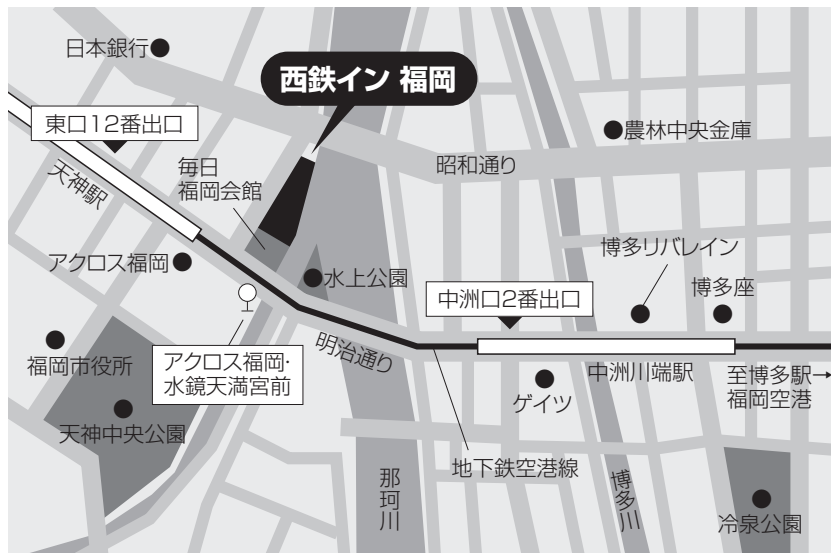 日本銀行
西鉄イン 福岡
東口12番出口
農林中央金庫
毎日
福岡会館
昭和通り
天神駅
アクロス福岡
水上公園
博多リバレイン
中洲口2番出口
博多座
福岡市役所
アクロス福岡・
水鏡天満宮前
明治通り
中洲川端駅
至博多駅→
福岡空港
ゲイツ
天神中央公園
地下鉄空港線
那珂川
博多川
冷泉公園